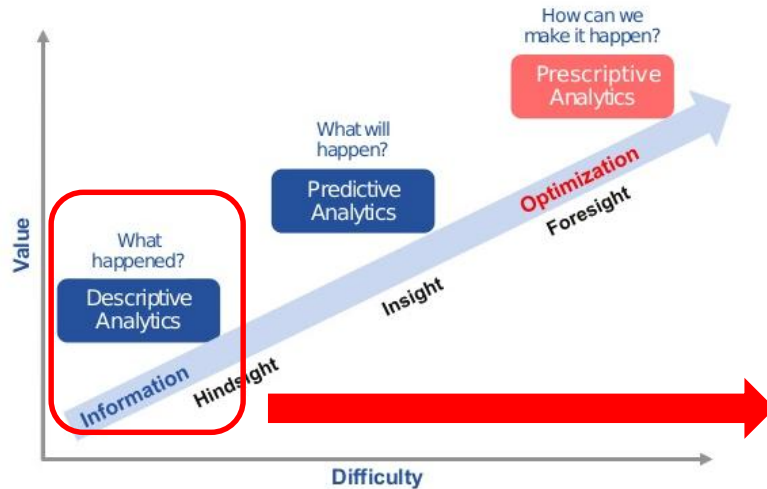 How can we
make it happen?
Prescriptive
Analytics
What will
happen?
Predictive
Analytics
Optimization
Foresight
What
happened?
Descriptive
Analytics
Insight
Information
Hindsight
Value
Difficulty